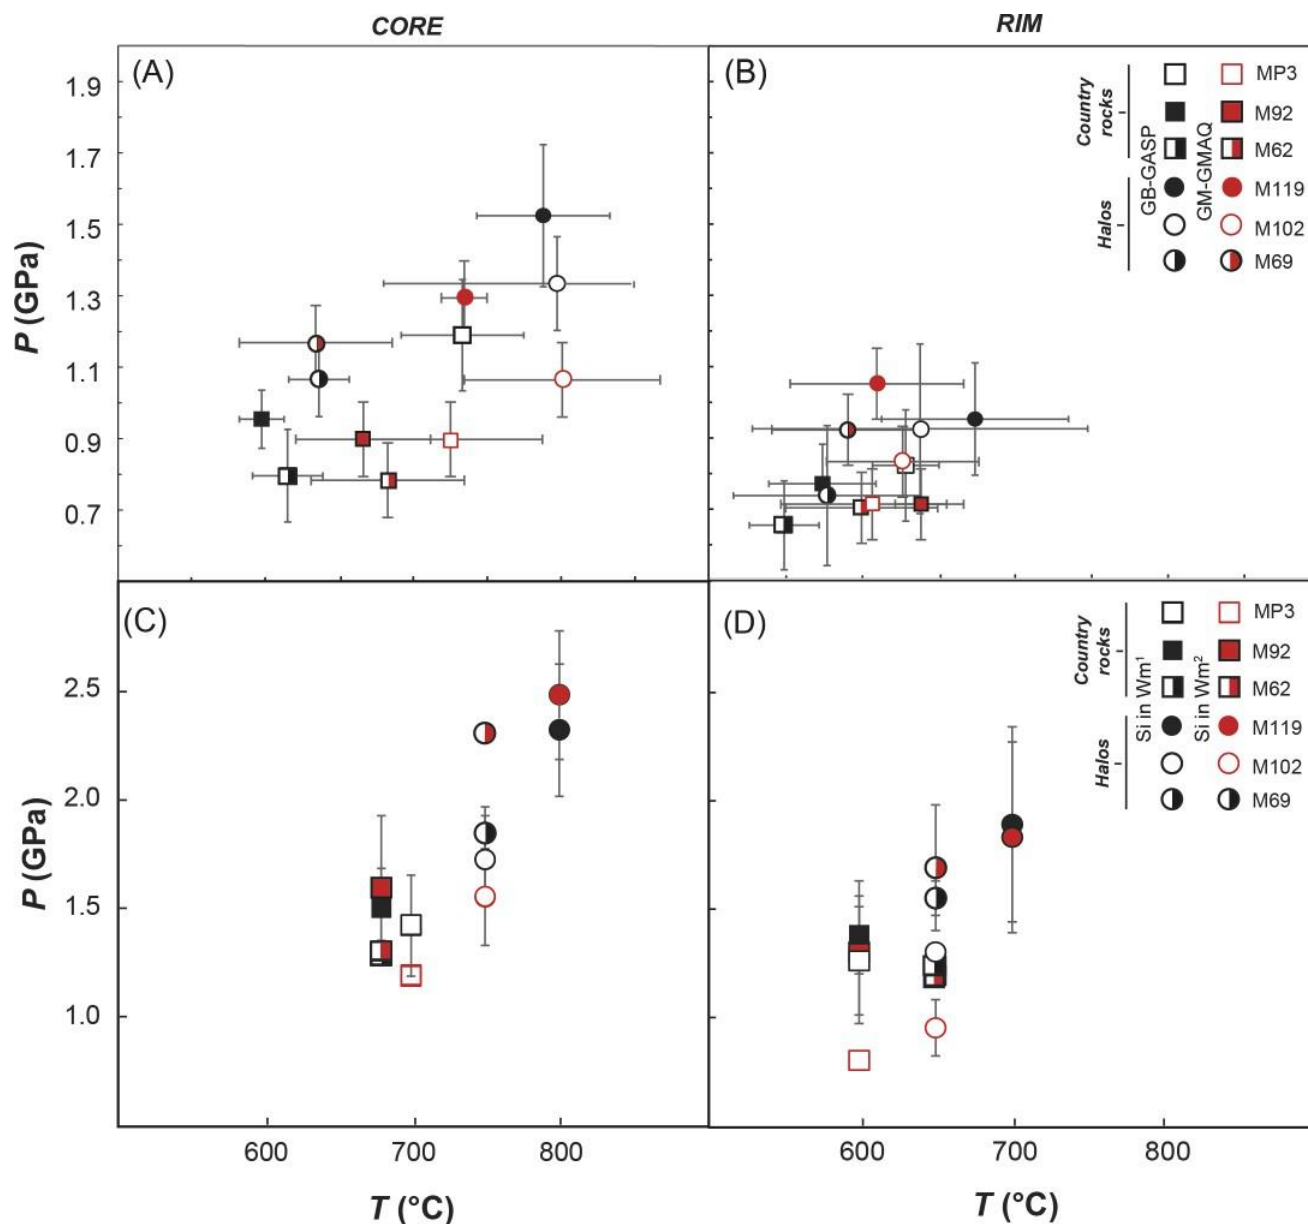 CORE
RIM
(A)
(B)
1.9
1.7
1.5
1.3
1.1
0.9
0.7
P (GPa)
Country rocks
Halos
GB-GASP
GM-GMAQ
MP3
M92
M62
M119
M102
M69
(C)
(D)
2.5
2.0
1.5
1.0
P (GPa)
Country rocks
Halos
Si in Wm¹
Si in Wm²
MP3
M92
M62
M119
M102
M69
600 700 800
600 700 800
T (°C)
T (°C)